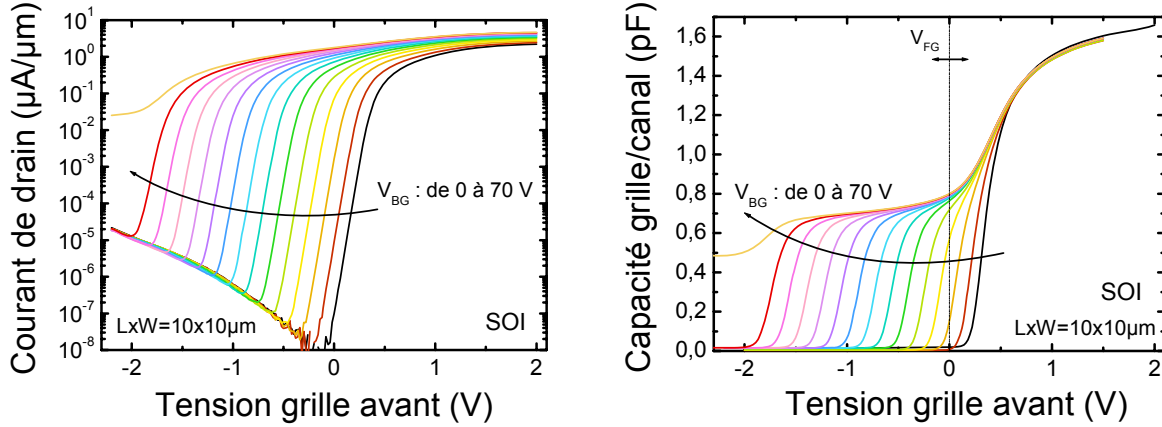 Courant de drain (µA/µm)
10¹
10⁰
10⁻¹
10⁻²
10⁻³
10⁻⁴
10⁻⁵
10⁻⁶
10⁻⁷
10⁻⁸
V_BG : de 0 à 70 V
LxW=10x10µm
SOI
-2 -1 0 1 2
Tension grille avant (V)
Capacité grille/canal (pF)
1,6
1,4
1,2
1,0
0,8
0,6
0,4
0,2
0,0
V_FG
V_BG : de 0 à 70 V
SOI
LxW=10x10µm
-2 -1 0 1 2
Tension grille avant (V)